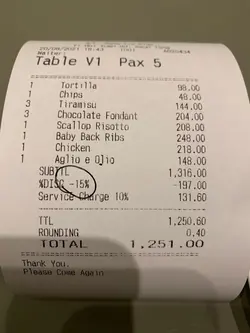 Table V1 Pax 5
1 Tortilla 98.00
1 Chips 48.00
3 Tiramisu 144.00
3 Chocolate Fondant 204.00
1 Scallop Risotto 208.00
1 Baby Back Ribs 248.00
1 Chicken 218.00
1 Aglio e Olio 148.00
SUBTTL 1,316.00
%DISC -15% -197.00
Service Charge 10% 131.60
TTL 1,250.60
ROUNDING 0.40
TOTAL 1,251.00
Thank You.
Please Come Again